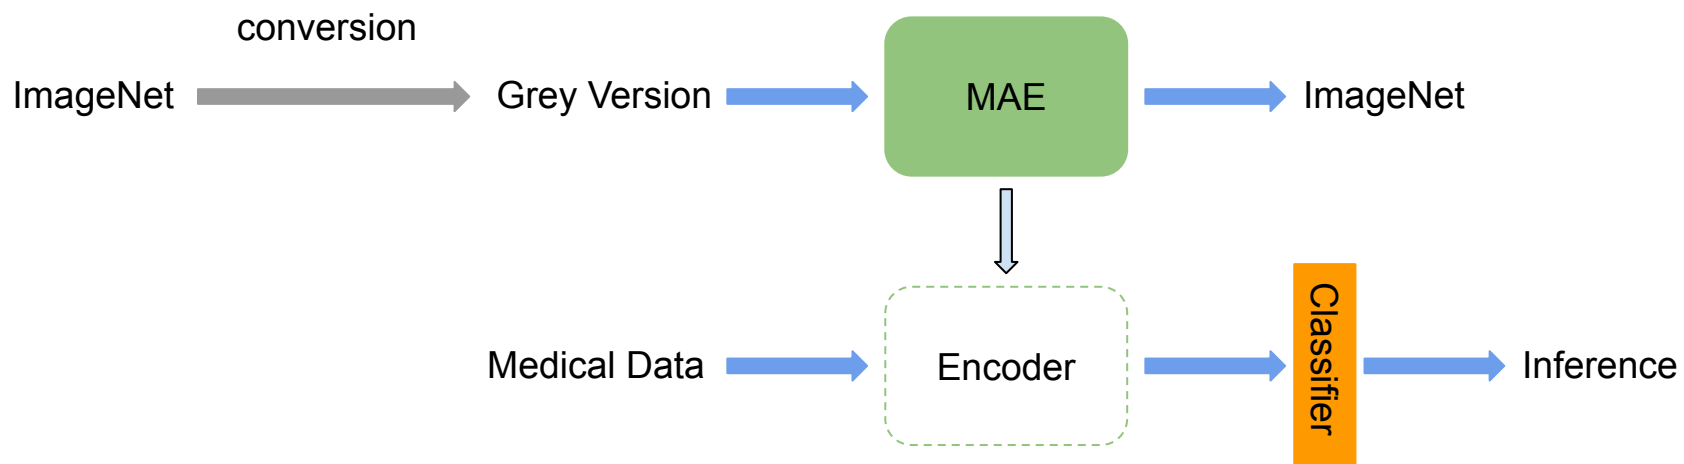 conversion
ImageNet
Grey Version
MAE
ImageNet
Medical Data
Encoder
Classifier
Inference